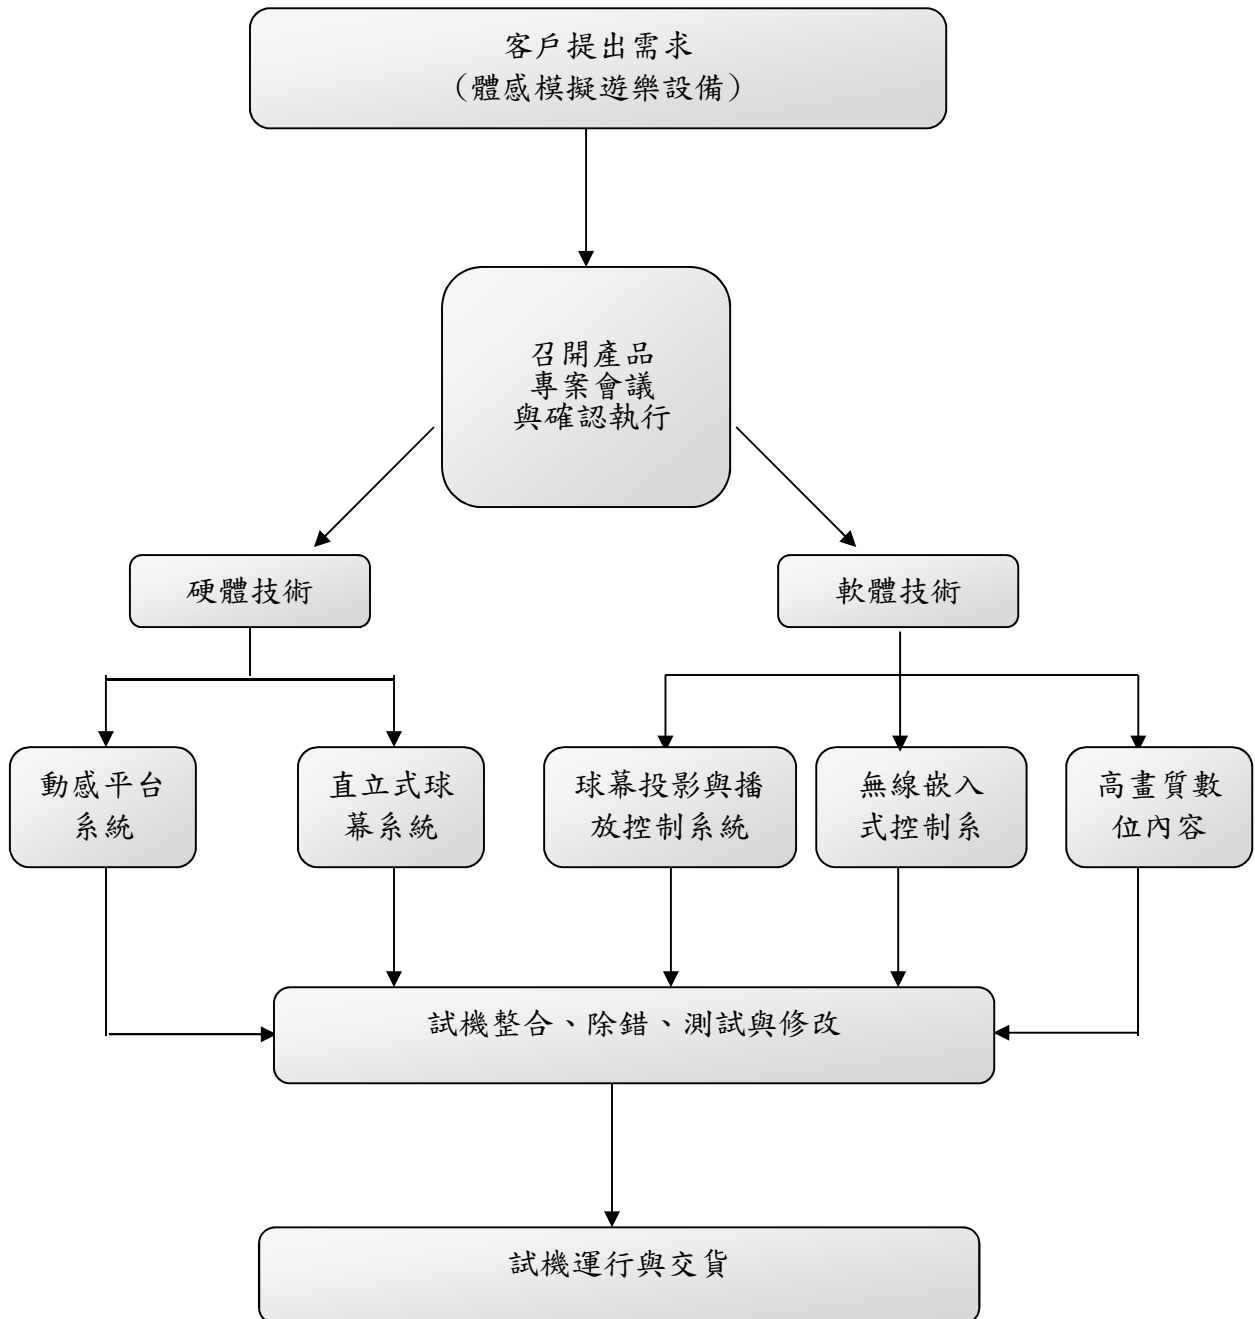 客戶提出需求
（體感模擬遊樂設備）
召開產品
專案會議
與確認執行
硬體技術
軟體技術
動感平台
系統
直立式球
幕系統
球幕投影與播
放控制系統
無線嵌入
式控制系
高畫質數
位內容
試機整合、除錯、測試與修改
試機運行與交貨